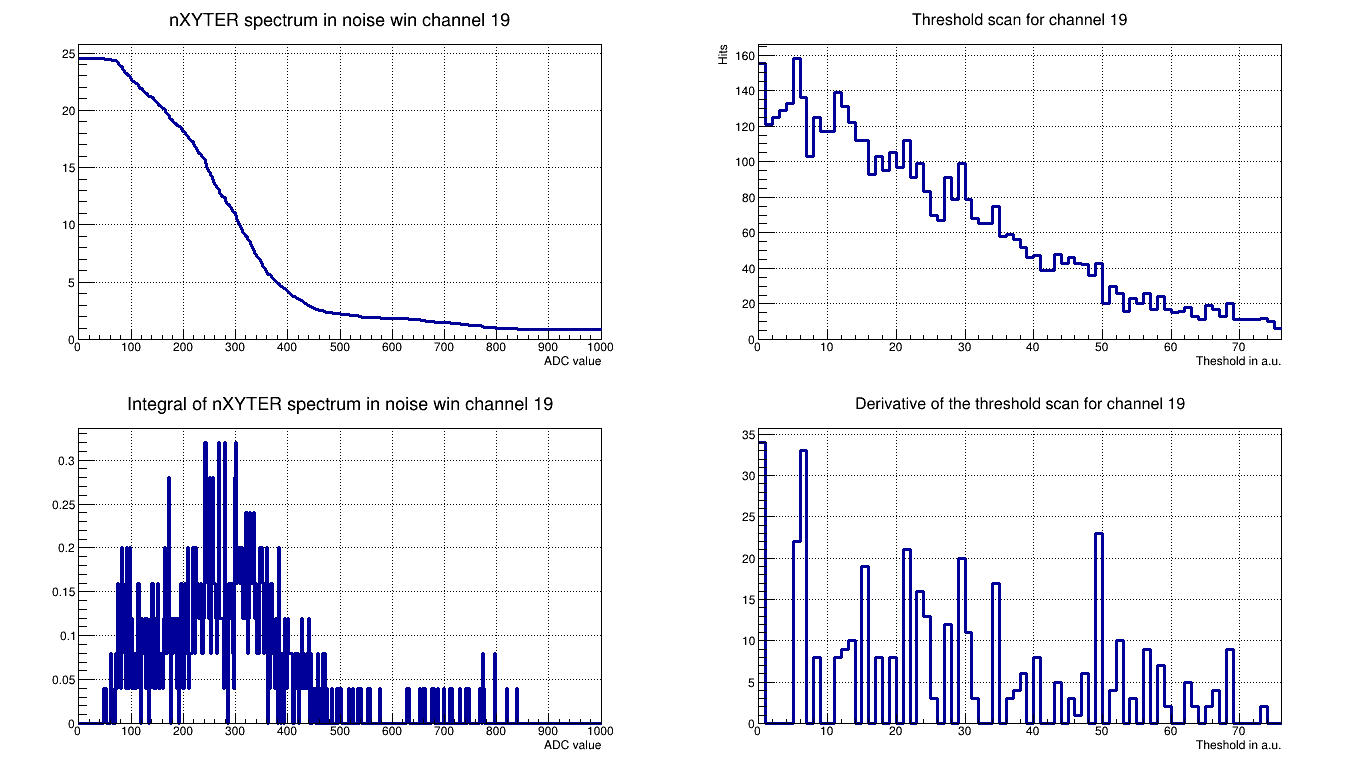 nXYTER spectrum in noise win channel 19
25
20
15
10
5
0
0 100 200 300 400 500 600 700 800 900 1000
ADC value
Threshold scan for channel 19
Hits
160
140
120
100
80
60
40
20
0
0 10 20 30 40 50 60 70
Theshold in a.u.
Integral of nXYTER spectrum in noise win channel 19
0.3
0.25
0.2
0.15
0.1
0.05
0
0 100 200 300 400 500 600 700 800 900 1000
ADC value
Derivative of the threshold scan for channel 19
35
30
25
20
15
10
5
0
0 10 20 30 40 50 60 70
Theshold in a.u.